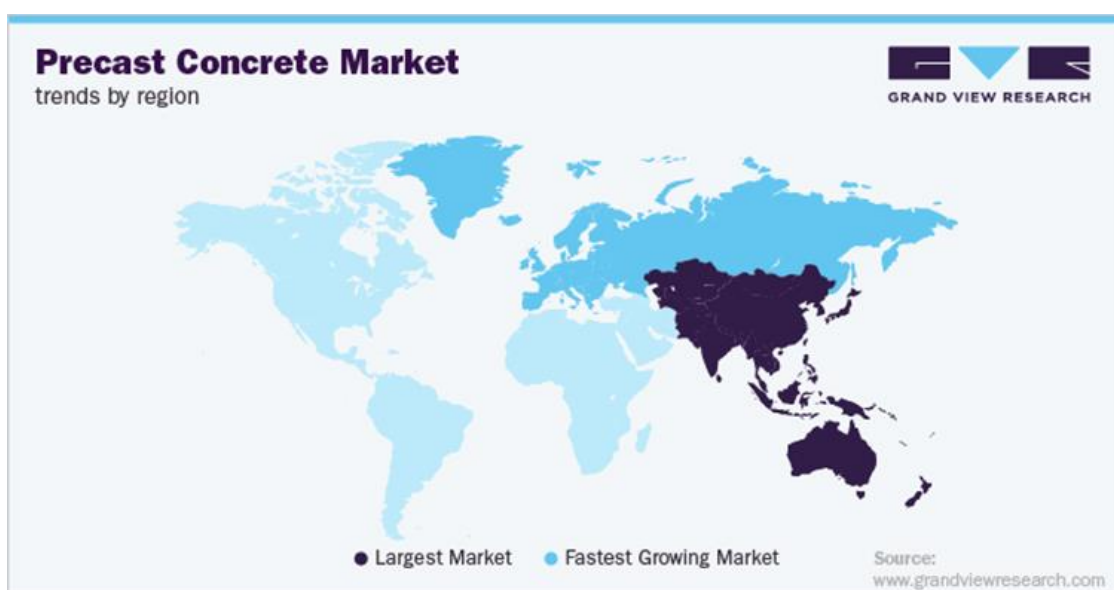 Precast Concrete Market
trends by region
GRAND VIEW RESEARCH
Largest Market
Fastest Growing Market
Source:
www.grandviewresearch.com